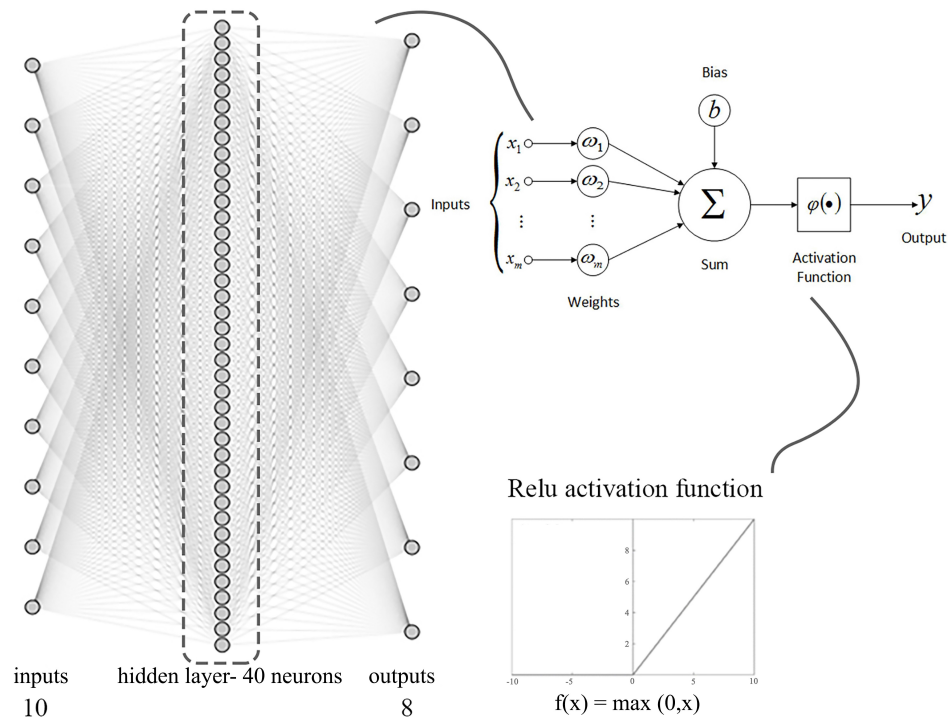 inputs
10
hidden layer- 40 neurons
outputs
8
Bias
b
Inputs
x₁
x₂
⋮
xₘ
ω₁
ω₂
⋮
ωₘ
Weights
Σ
Sum
φ(•)
Activation
Function
y
Output
Relu activation function
8
6
4
2
-10
-5
0
5
10
f(x) = max (0,x)